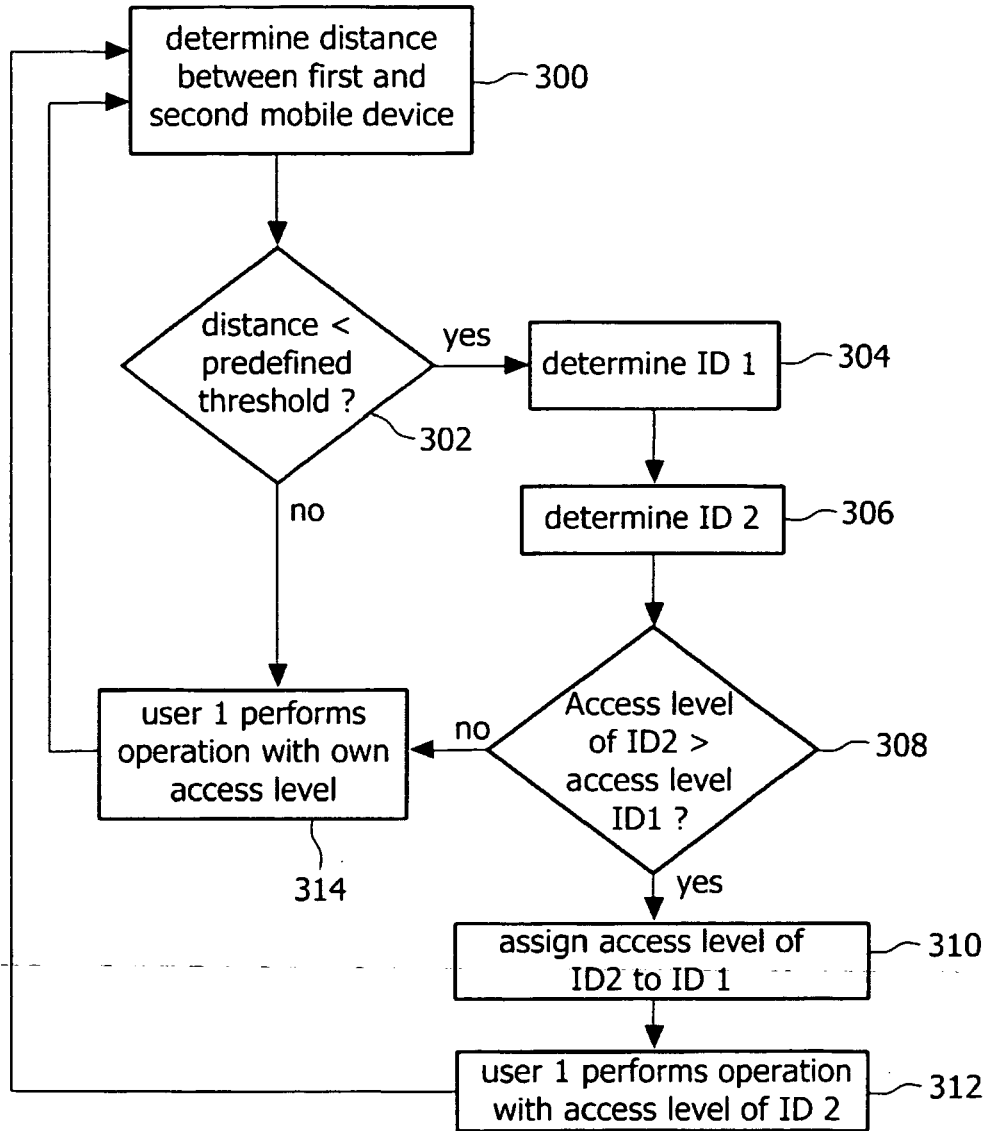 determine distance
between first and
second mobile device
300
distance <
predefined
threshold ?
302
yes
no
determine ID 1
304
determine ID 2
306
Access level
of ID2 >
access level
ID1 ?
308
no
yes
user 1 performs
operation with own
access level
314
assign access level of
ID2 to ID 1
310
user 1 performs operation
with access level of ID 2
312